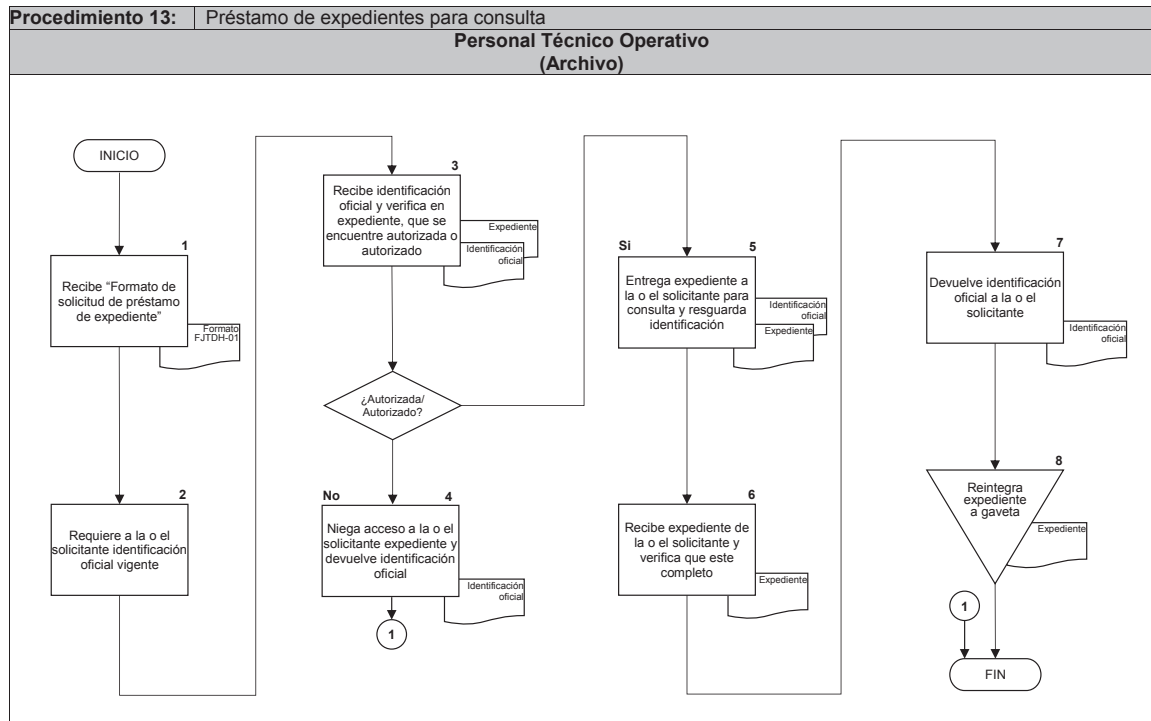 Procedimiento 13: Préstamo de expedientes para consulta
Personal Técnico Operativo
(Archivo)
INICIO
1
Recibe “Formato de
solicitud de préstamo
de expediente”
Formato
FJTDH-01
2
Requiere a la o el
solicitante identificación
oficial vigente
3
Recibe identificación
oficial y verifica en
expediente, que se
encuentre autorizada o
autorizado
Expediente
Identificación
oficial
¿Autorizada/
Autorizado?
No 4
Niega acceso a la o el
solicitante expediente y
devuelve identificación
oficial
Identificación
oficial
1
Si 5
Entrega expediente a
la o el solicitante para
consulta y resguarda
identificación
Identificación
oficial
Expediente
6
Recibe expediente de
la o el solicitante y
verifica que este
completo
Expediente
7
Devuelve identificación
oficial a la o el
solicitante
Identificación
oficial
8
Reintegra
expediente
a gaveta
Expediente
1
FIN